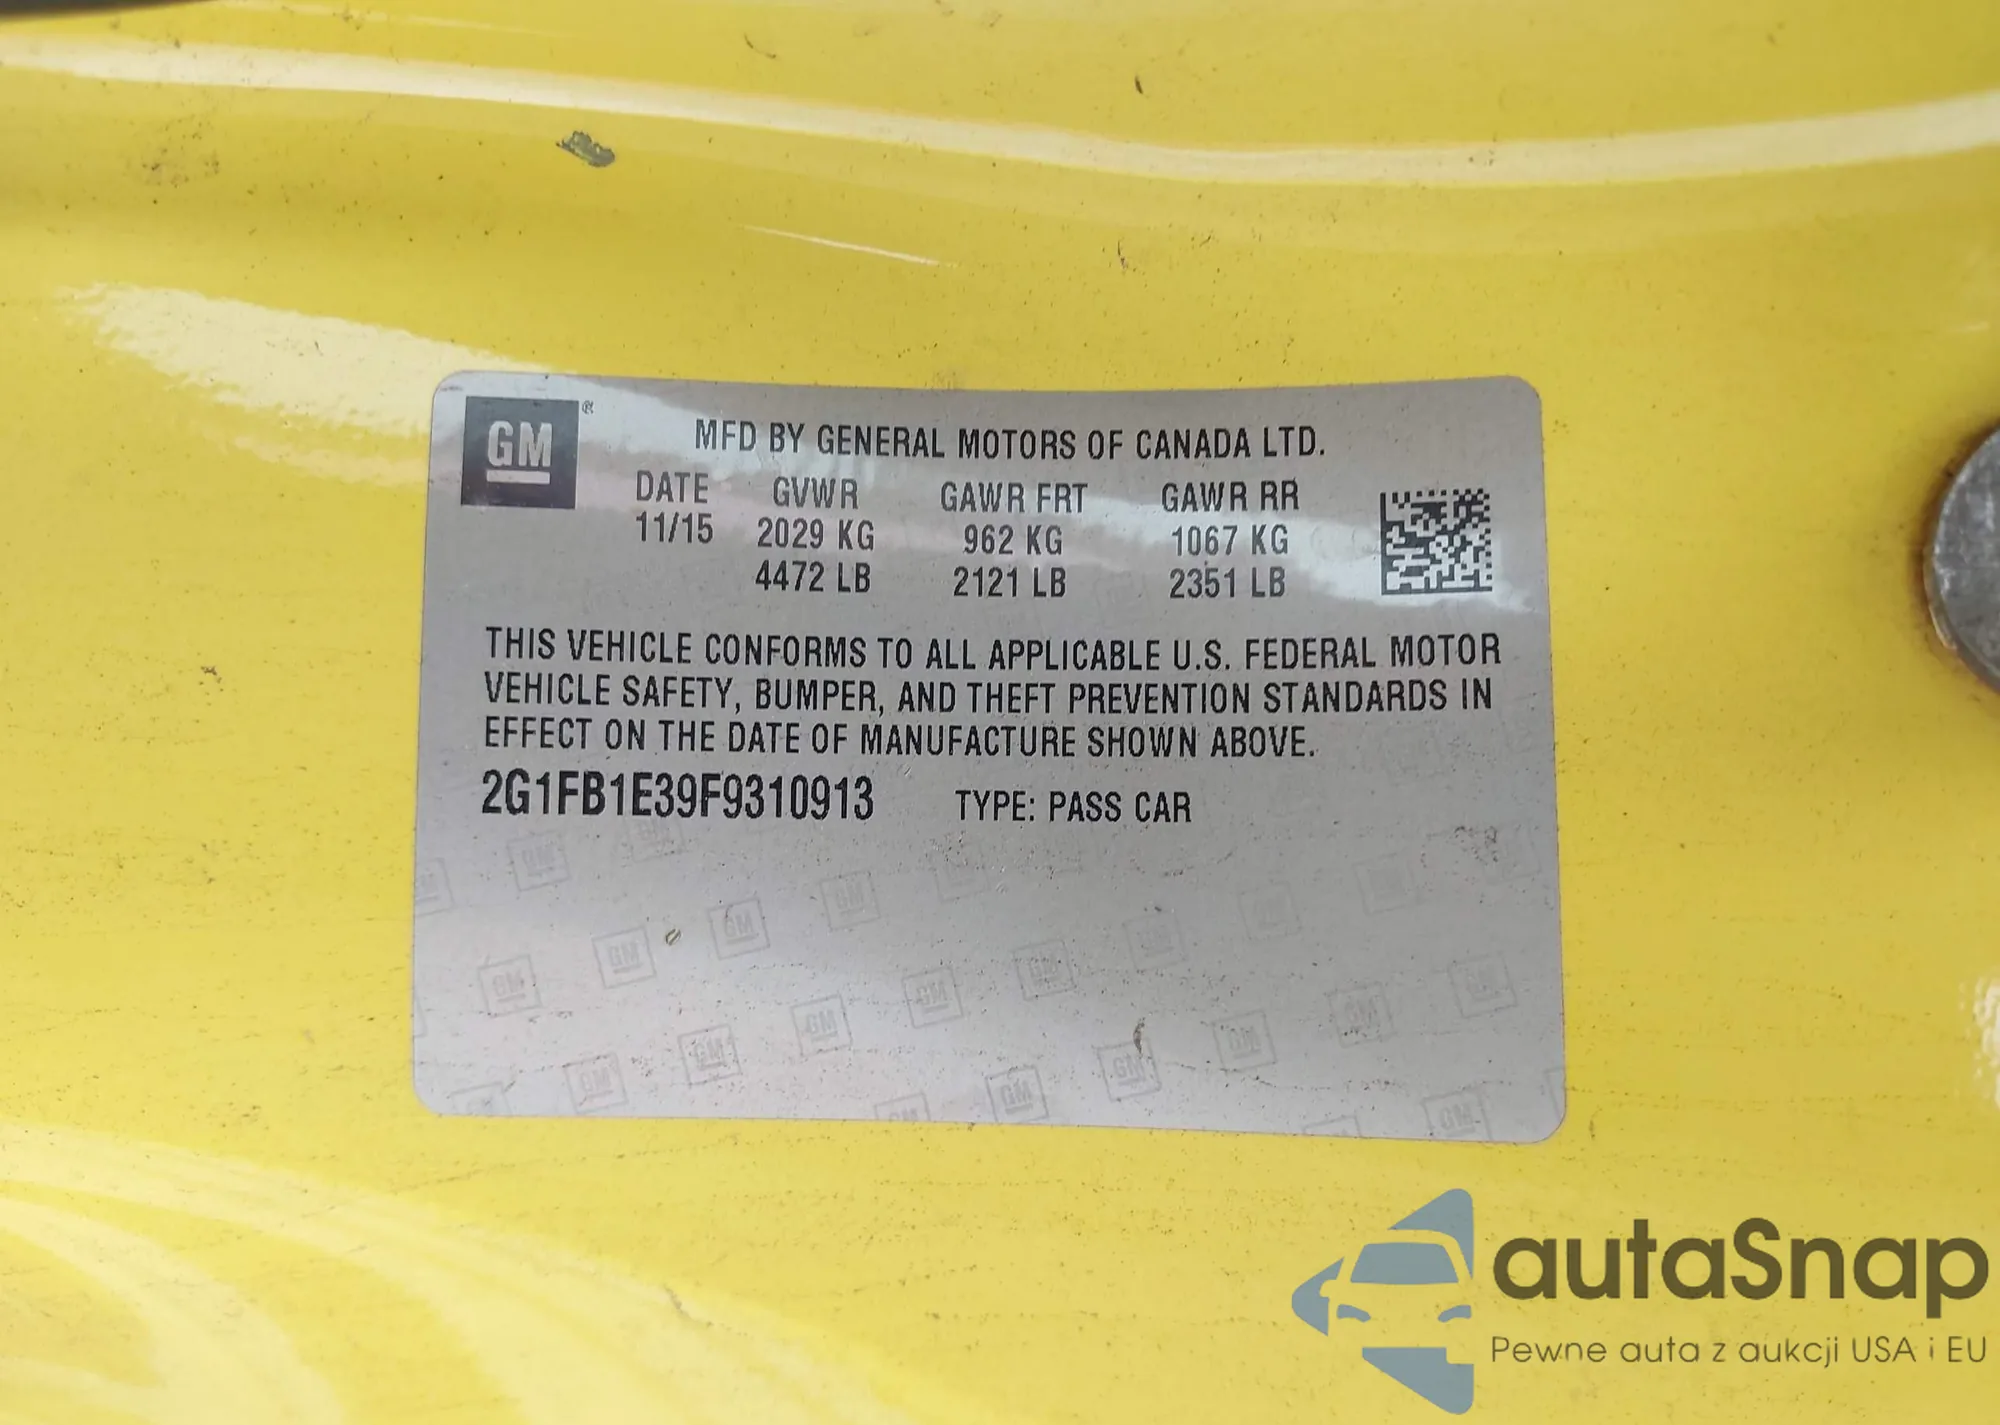 GM®
MFD BY GENERAL MOTORS OF CANADA LTD.
DATE GVWR GAWR FRT GAWR RR
11/15 2029 KG 962 KG 1067 KG
4472 LB 2121 LB 2351 LB
THIS VEHICLE CONFORMS TO ALL APPLICABLE U.S. FEDERAL MOTOR
VEHICLE SAFETY, BUMPER, AND THEFT PREVENTION STANDARDS IN
EFFECT ON THE DATE OF MANUFACTURE SHOWN ABOVE.
2G1FB1E39F9310913 TYPE: PASS CAR
autaSnap
Pewne auta z aukcji USA i EU